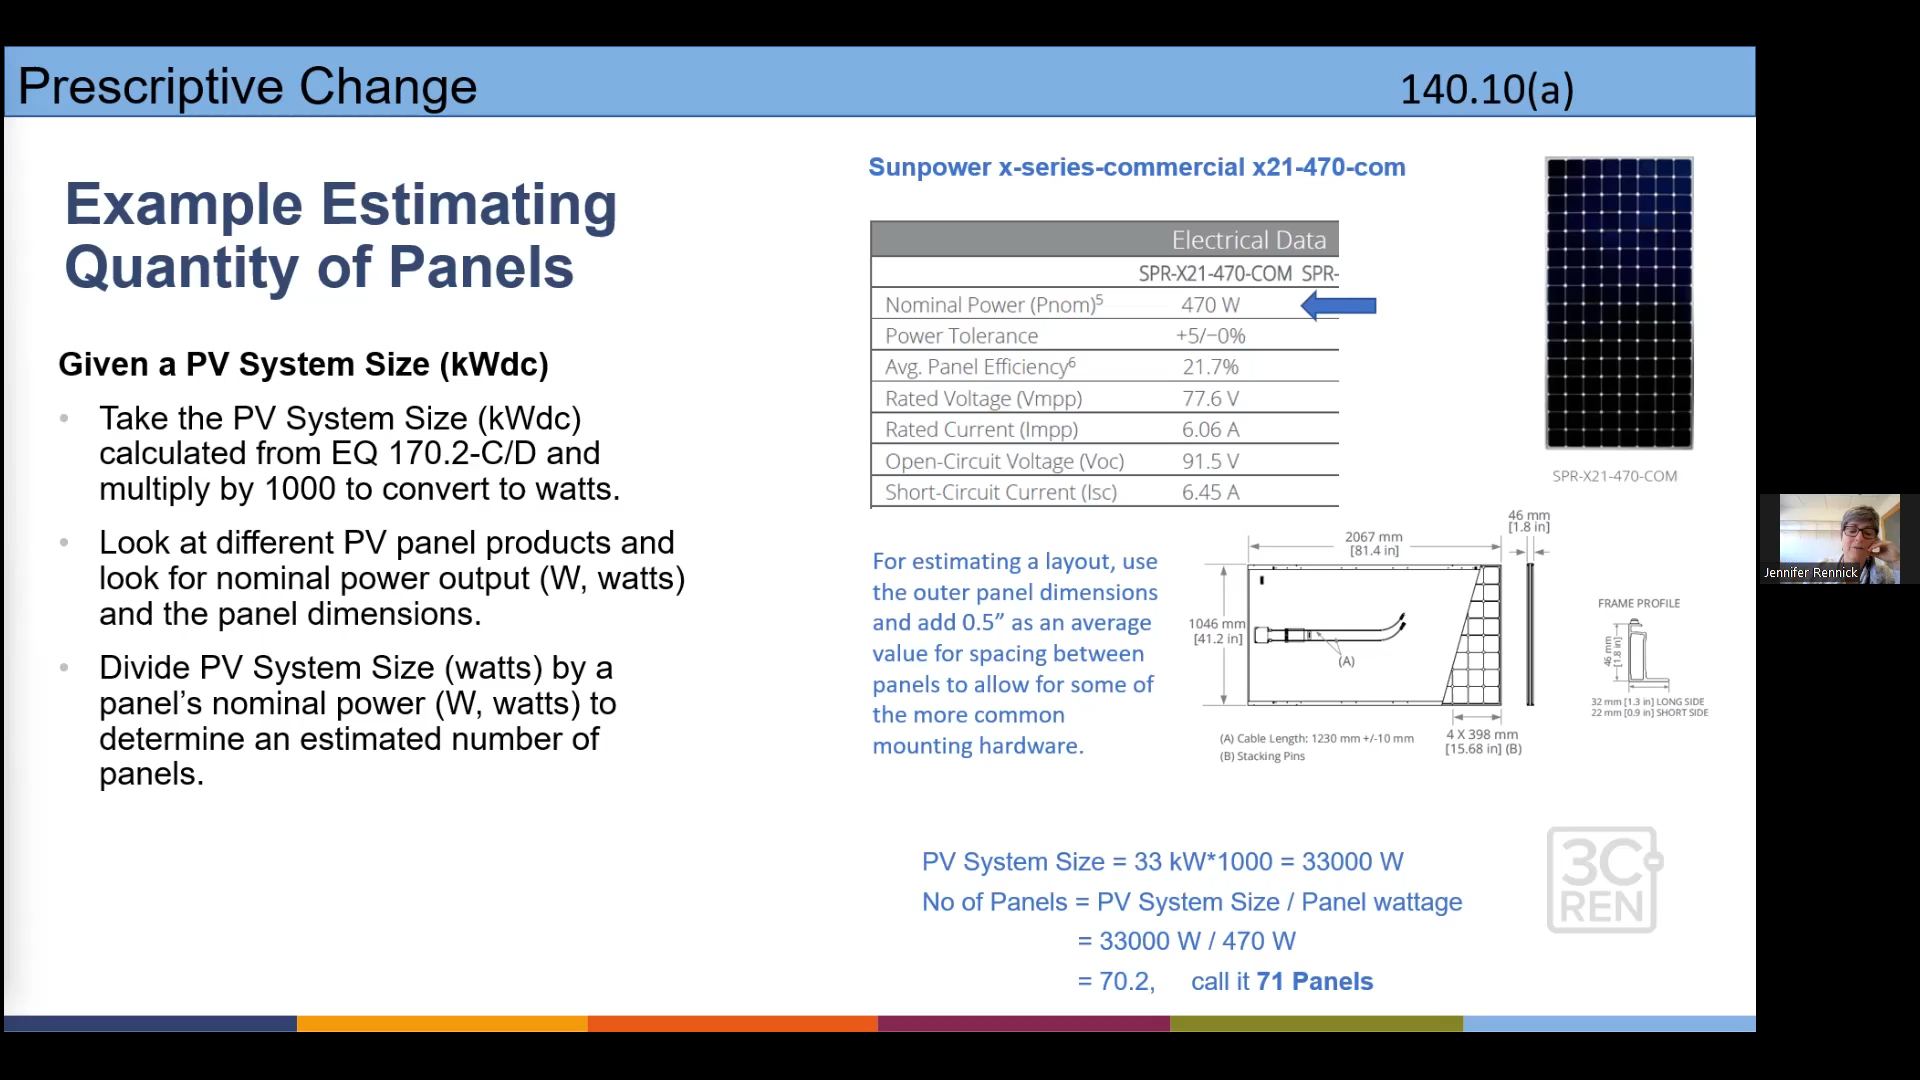 Prescriptive Change
140.10(a)
Example Estimating
Quantity of Panels
Given a PV System Size (kWdc)
• Take the PV System Size (kWdc)
calculated from EQ 170.2-C/D and
multiply by 1000 to convert to watts.
• Look at different PV panel products and
look for nominal power output (W, watts)
and the panel dimensions.
• Divide PV System Size (watts) by a
panel’s nominal power (W, watts) to
determine an estimated number of
panels.
Sunpower x-series-commercial x21-470-com
Electrical Data
SPR-X21-470-COM SPR-
Nominal Power (Pnom)5 470 W
Power Tolerance +5/−0%
Avg. Panel Efficiency6 21.7%
Rated Voltage (Vmpp) 77.6 V
Rated Current (Impp) 6.06 A
Open-Circuit Voltage (Voc) 91.5 V
Short-Circuit Current (Isc) 6.45 A
SPR-X21-470-COM
For estimating a layout, use
the outer panel dimensions
and add 0.5” as an average
value for spacing between
panels to allow for some of
the more common
mounting hardware.
2067 mm
[81.4 in]
46 mm
[1.8 in]
1046 mm
[41.2 in]
(A)
(A) Cable Length: 1230 mm +/-10 mm
(B) Stacking Pins
4 X 398 mm
[15.68 in] (B)
FRAME PROFILE
46 mm
[1.8 in]
32 mm [1.3 in] LONG SIDE
22 mm [0.9 in] SHORT SIDE
PV System Size = 33 kW*1000 = 33000 W
No of Panels = PV System Size / Panel wattage
= 33000 W / 470 W
= 70.2, call it 71 Panels
3C
REN
Jennifer Rennick